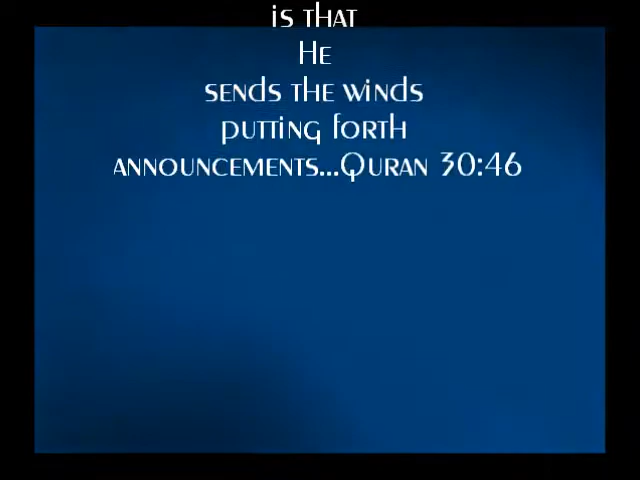 is that
He
sends the winds
putting forth
announcements...Quran 30:46